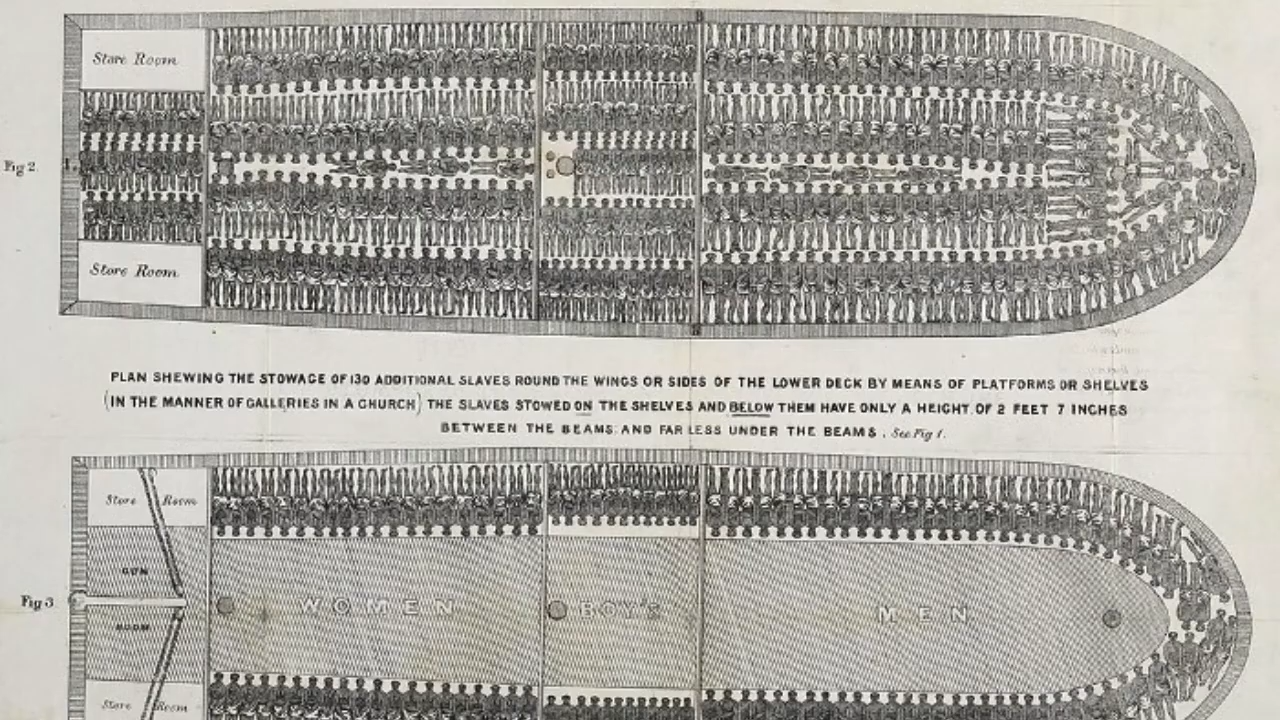 Store Room
Fig 2.
Store Room
PLAN SHEWING THE STOWAGE OF 130 ADDITIONAL SLAVES ROUND THE WINGS OR SIDES OF THE LOWER DECK BY MEANS OF PLATFORMS OR SHELVES
(IN THE MANNER OF GALLERIES IN A CHURCH) THE SLAVES STOWED ON THE SHELVES AND BELOW THEM HAVE ONLY A HEIGHT OF 2 FEET 7 INCHES
BETWEEN THE BEAMS: AND FAR LESS UNDER THE BEAMS. See Fig 1.
Store Room
GUN
Fig 3
WOMEN
BOYS
MEN
ROOM
Store Room